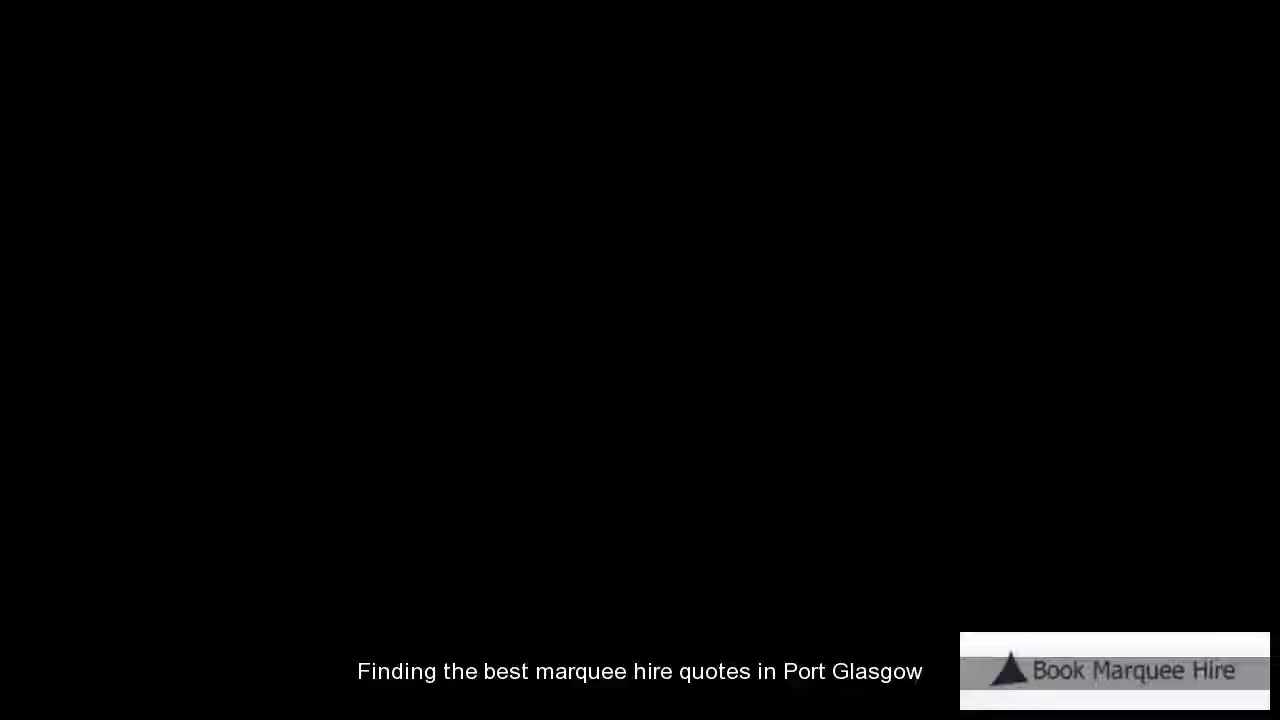 Finding the best marquee hire quotes in Port Glasgow
Book Marquee Hire